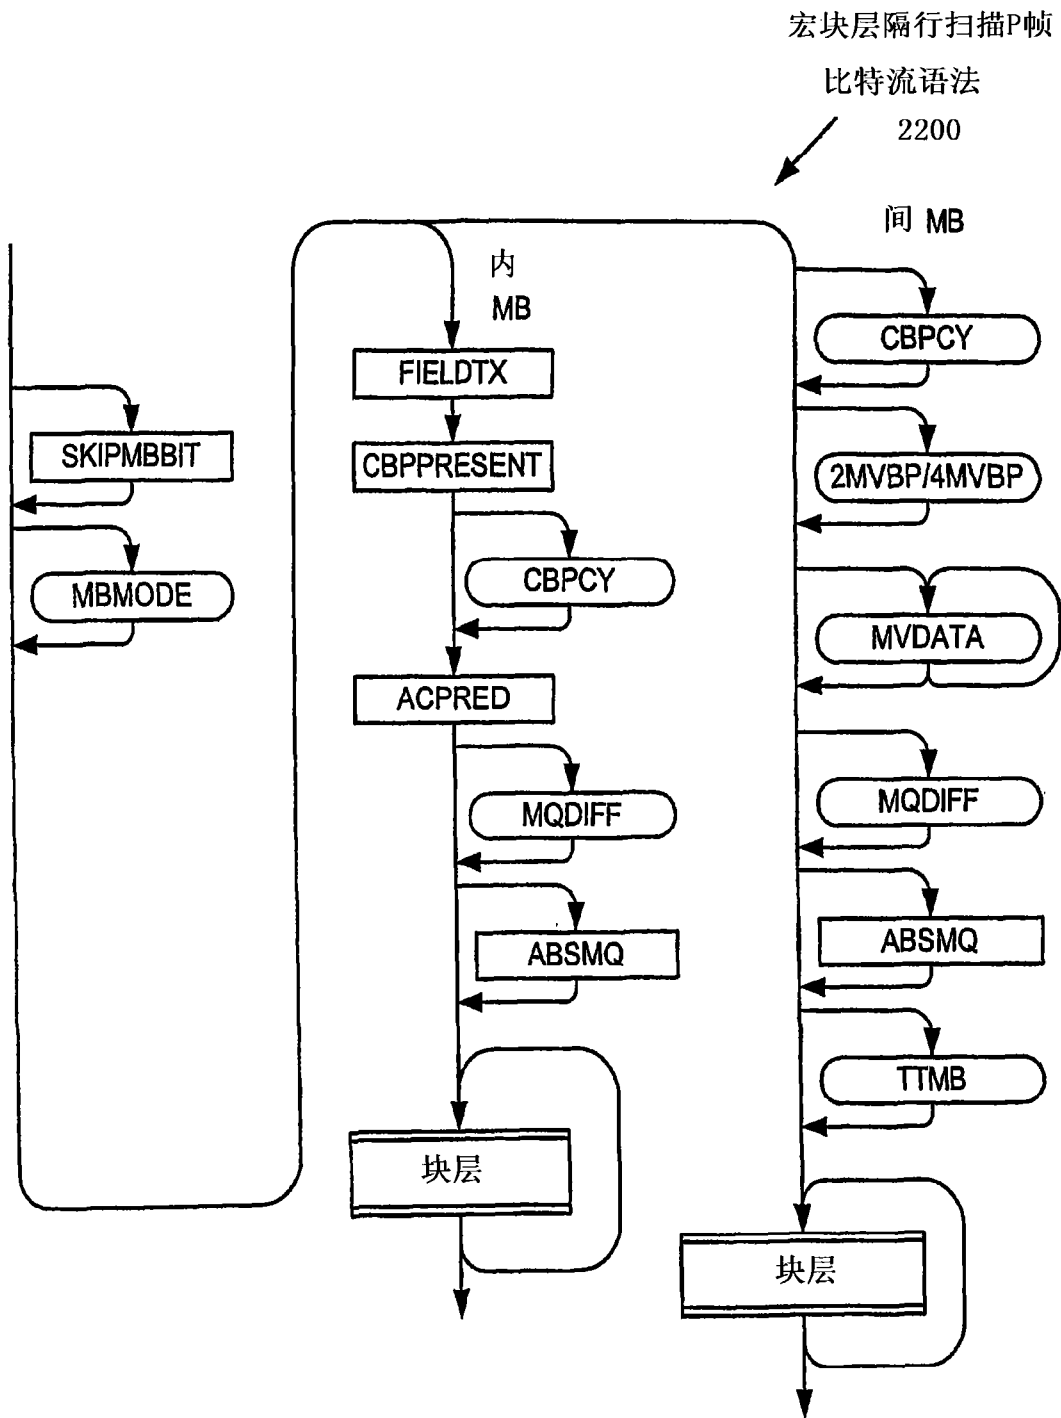 宏块层隔行扫描P帧
比特流语法
2200
SKIPMBBIT
MBMODE
内
MB
FIELDTX
CBPPRESENT
CBPCY
ACPRED
MQDIFF
ABSMQ
块层
间 MB
CBPCY
2MVBP/4MVBP
MVDATA
MQDIFF
ABSMQ
TTMB
块层